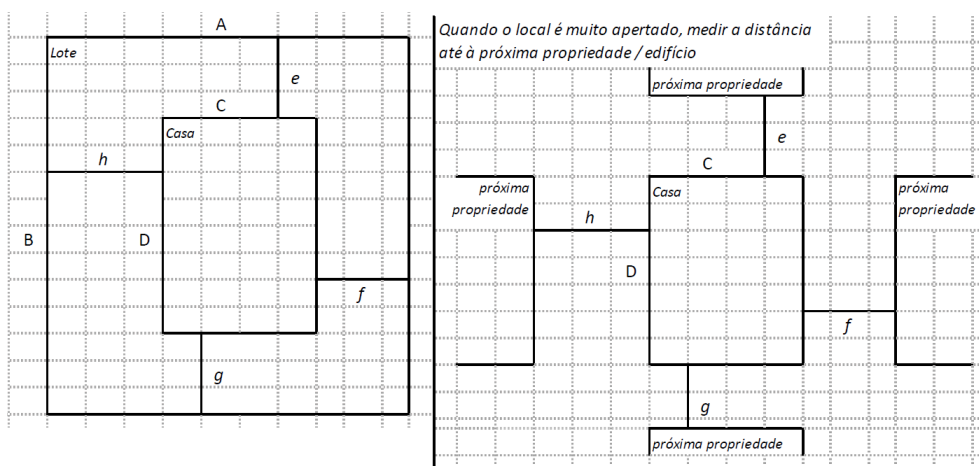 A
Lote
e
C
Casa
h
B
D
f
g
Quando o local é muito apertado, medir a distância
até à próxima propriedade / edifício
próxima propriedade
e
C
próxima
propriedade
Casa
próxima
propriedade
h
D
f
g
próxima propriedade